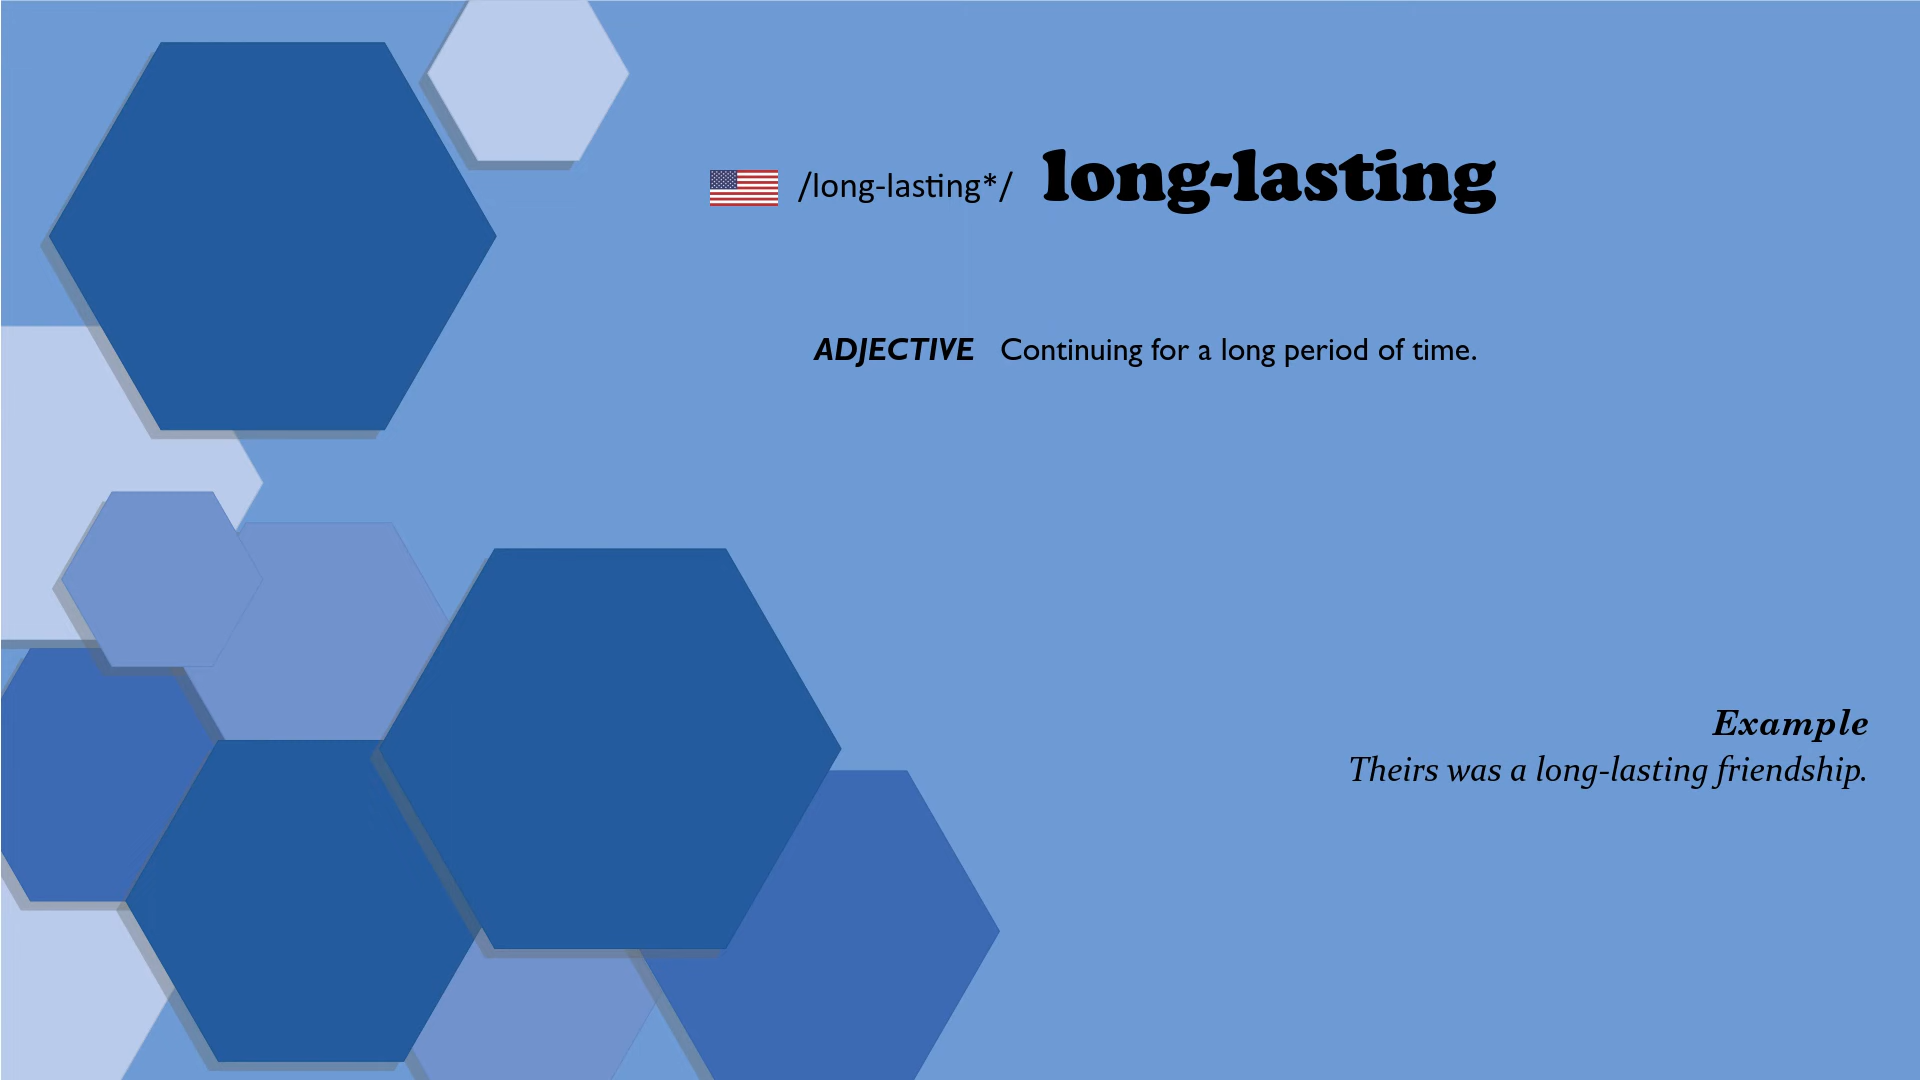 /long-lasting*/ long-lasting
ADJECTIVE Continuing for a long period of time.
Example
Theirs was a long-lasting friendship.